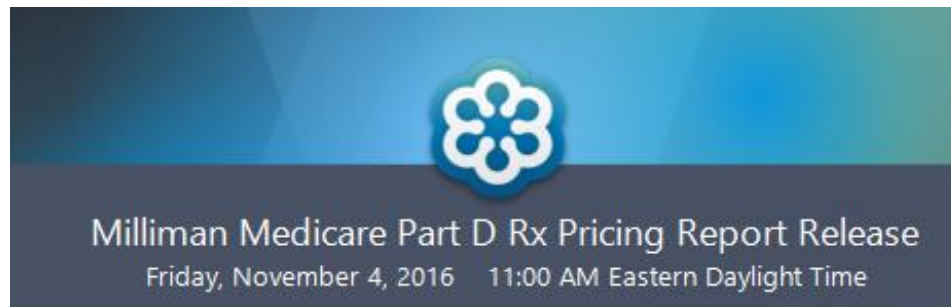 Milliman Medicare Part D Rx Pricing Report Release
Friday, November 4, 2016 11:00 AM Eastern Daylight Time